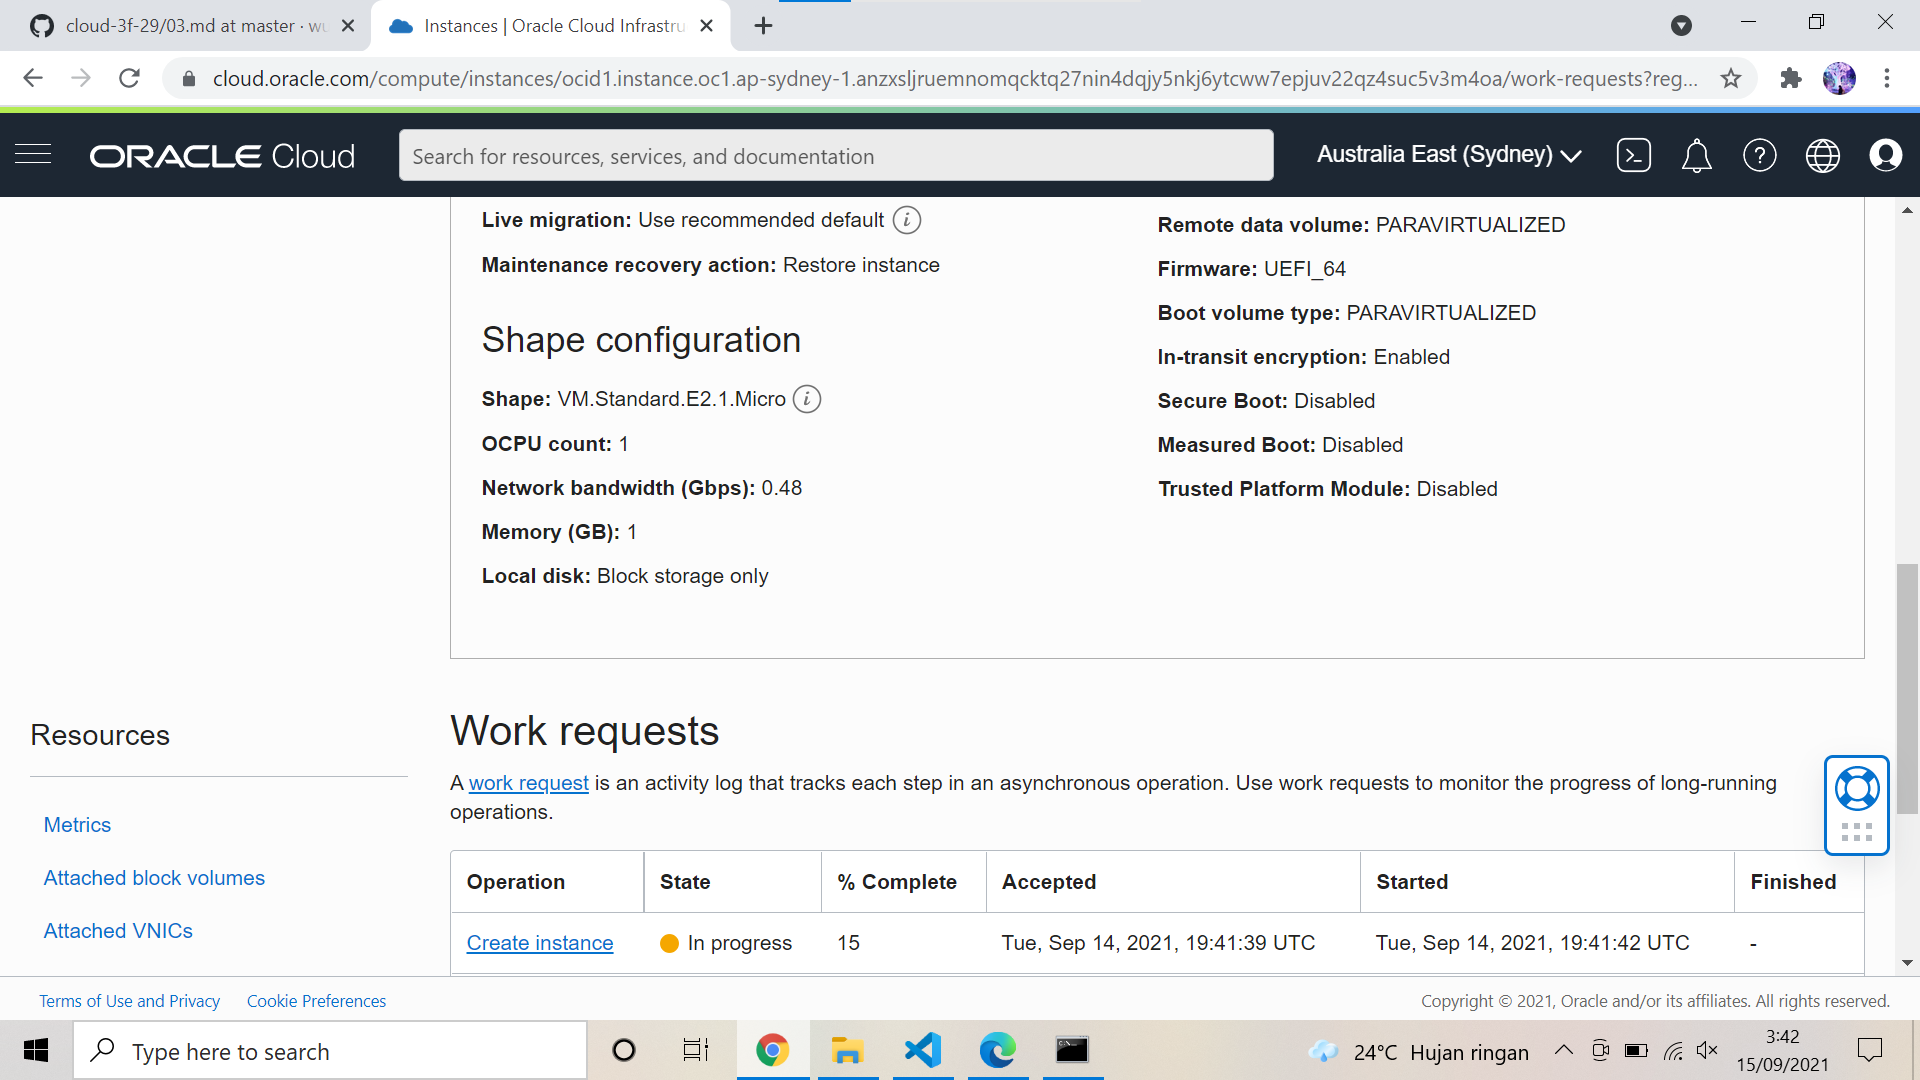 cloud-3f-29/03.md at master · wu
Instances | Oracle Cloud Infrastru
cloud.oracle.com/compute/instances/ocid1.instance.oc1.ap-sydney-1.anzxsljruemnomqcktq27nin4dqjy5nkj6ytcww7epjuv22qz4suc5v3m4oa/work-requests?reg...
ORACLE Cloud
Search for resources, services, and documentation
Australia East (Sydney)
Live migration: Use recommended default
Maintenance recovery action: Restore instance
Shape configuration
Shape: VM.Standard.E2.1.Micro
OCPU count: 1
Network bandwidth (Gbps): 0.48
Memory (GB): 1
Local disk: Block storage only
Remote data volume: PARAVIRTUALIZED
Firmware: UEFI_64
Boot volume type: PARAVIRTUALIZED
In-transit encryption: Enabled
Secure Boot: Disabled
Measured Boot: Disabled
Trusted Platform Module: Disabled
Resources
Metrics
Attached block volumes
Attached VNICs
Work requests
A work request is an activity log that tracks each step in an asynchronous operation. Use work requests to monitor the progress of long-running
operations.
Operation State % Complete Accepted Started Finished
Create instance In progress 15 Tue, Sep 14, 2021, 19:41:39 UTC Tue, Sep 14, 2021, 19:41:42 UTC -
Terms of Use and Privacy Cookie Preferences
Copyright © 2021, Oracle and/or its affiliates. All rights reserved.
Type here to search
24°C Hujan ringan
3:42
15/09/2021